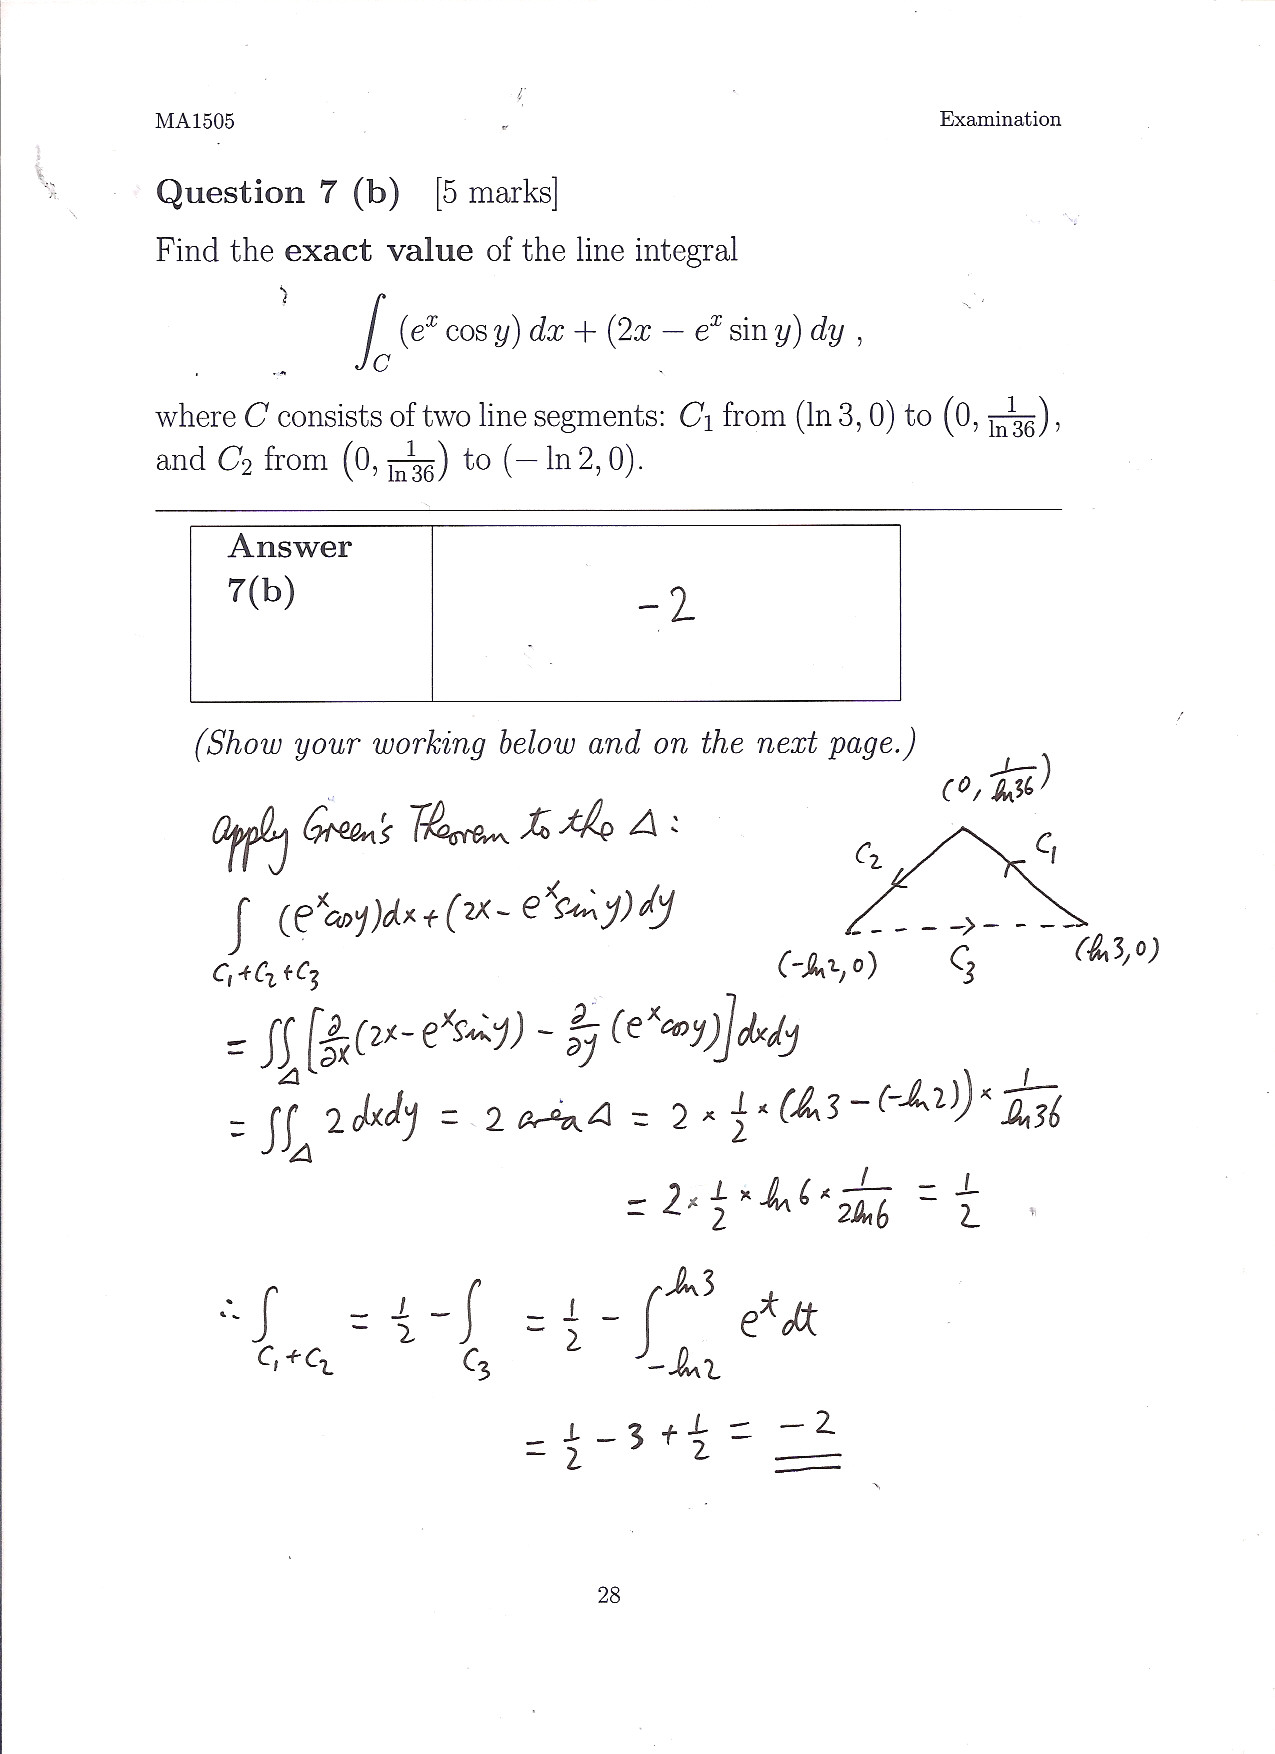 MA1505 Examination
Question 7 (b) [5 marks]
Find the exact value of the line integral
∫_C (e^x cos y) dx + (2x − e^x sin y) dy ,
where C consists of two line segments: C₁ from (ln 3, 0) to (0, 1/ln 36),
and C₂ from (0, 1/ln 36) to (− ln 2, 0).
Answer
7(b)
−2
(Show your working below and on the next page.)
(0, 1/ln36)
Apply Green's Theorem to the Δ :
C₂ C₁
∫_{C₁+C₂+C₃} (e^x cos y)dx + (2x − e^x sin y)dy
(−ln2, 0) C₃ (ln3, 0)
= ∬_Δ [∂/∂x (2x − e^x sin y) − ∂/∂y (e^x cos y)] dxdy
= ∬_Δ 2 dxdy = 2 area Δ = 2 × 1/2 × (ln3 − (−ln2)) × 1/ln36
= 2 × 1/2 × ln6 × 1/2ln6 = 1/2
∴ ∫_{C₁+C₂} = 1/2 − ∫_{C₃} = 1/2 − ∫_{−ln2}^{ln3} e^t dt
= 1/2 − 3 + 1/2 = −2
28